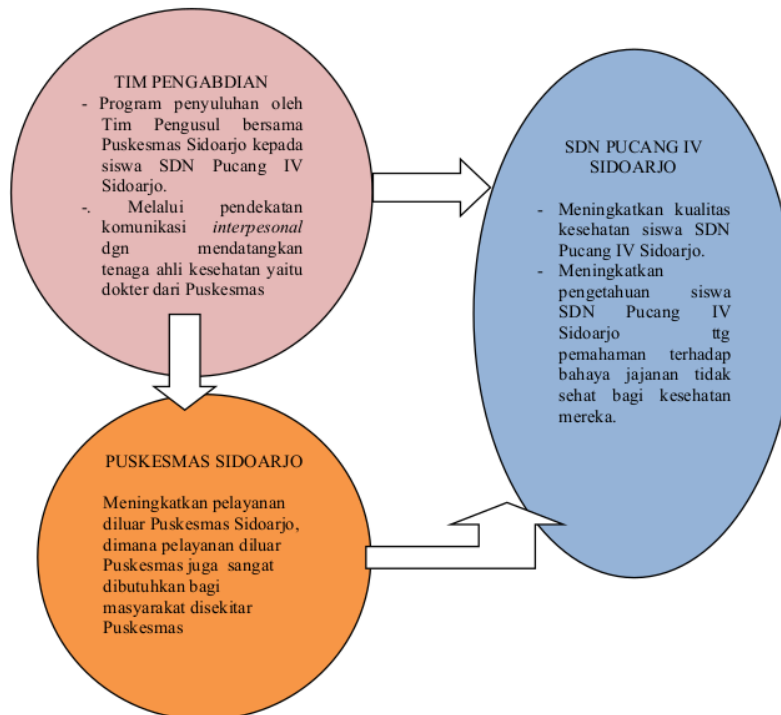 TIM PENGABDIAN
- Program penyuluhan oleh
Tim Pengusul bersama
Puskesmas Sidoarjo kepada
siswa SDN Pucang IV
Sidoarjo.
-. Melalui pendekatan
komunikasi interpesonal
dgn mendatangkan
tenaga ahli kesehatan yaitu
dokter dari Puskesmas
SDN PUCANG IV
SIDOARJO
- Meningkatkan kualitas
kesehatan siswa SDN
Pucang IV Sidoarjo.
- Meningkatkan
pengetahuan siswa
SDN Pucang IV
Sidoarjo ttg
pemahaman terhadap
bahaya jajanan tidak
sehat bagi kesehatan
mereka.
PUSKESMAS SIDOARJO
Meningkatkan pelayanan
diluar Puskesmas Sidoarjo,
dimana pelayanan diluar
Puskesmas juga sangat
dibutuhkan bagi
masyarakat disekitar
Puskesmas